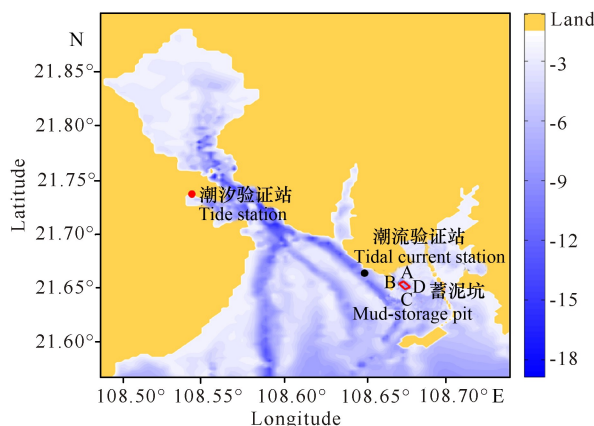 Land
N
-3
-6
-9
-12
-15
-18
21.85°
21.80°
21.75°
21.70°
21.65°
21.60°
Latitude
潮汐验证站
Tide station
潮流验证站
Tidal current station
A
B
D
C
蓄泥坑
Mud-storage pit
108.50° 108.55° 108.60° 108.65° 108.70° E
Longitude